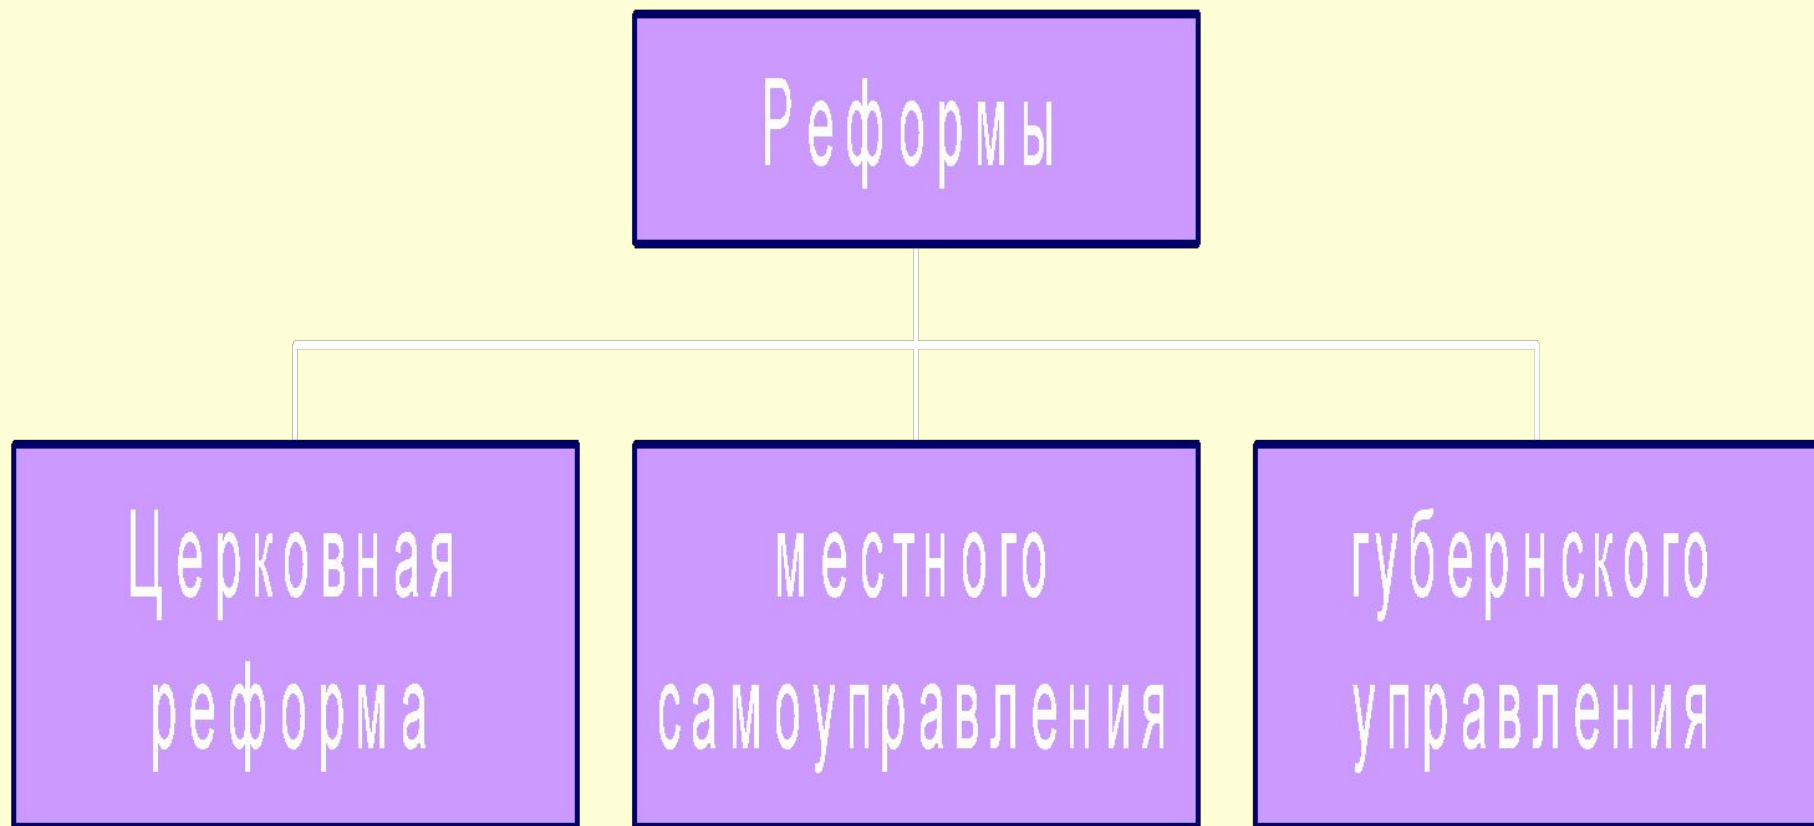 Реформы
Церковная
реформа
местного
самоуправления
губернского
управления